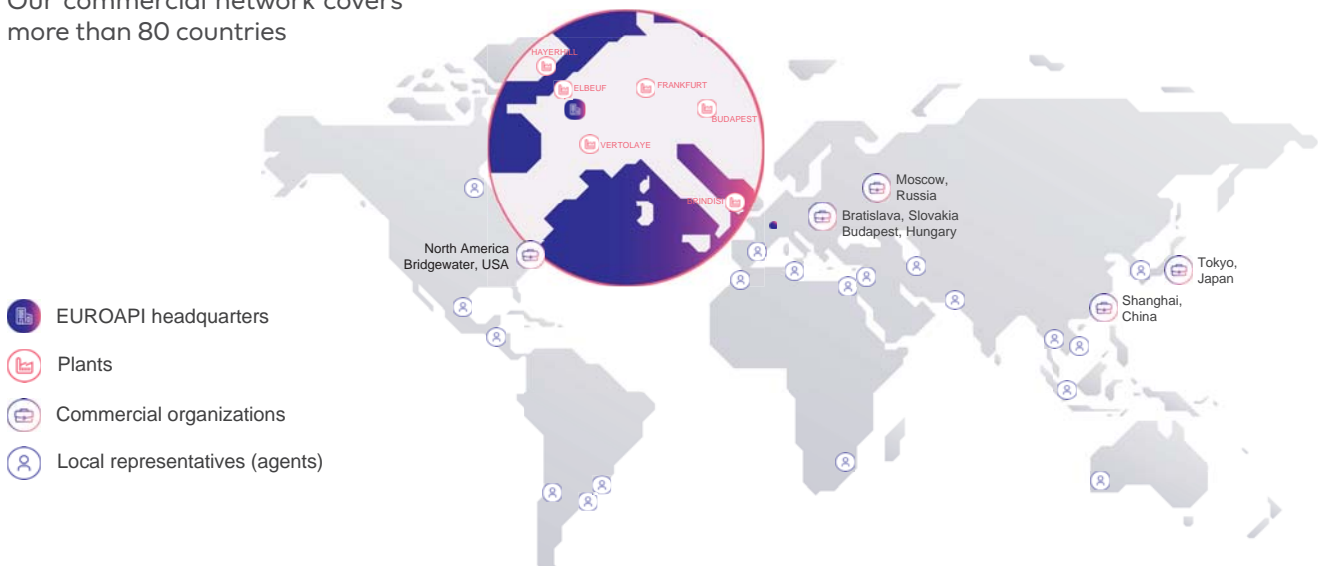 Our commercial network covers
more than 80 countries
HAYERHILL
ELBEUF
FRANKFURT
BUDAPEST
VERTOLAYE
BRINDISI
Moscow,
Russia
Bratislava, Slovakia
Budapest, Hungary
North America
Bridgewater, USA
Tokyo,
Japan
Shanghai,
China
EUROAPI headquarters
Plants
Commercial organizations
Local representatives (agents)